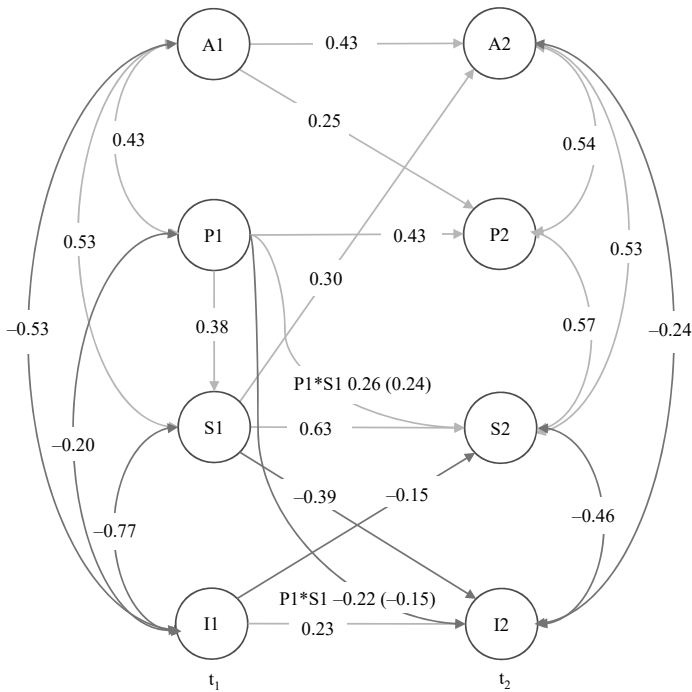 A1
0.43
A2
0.25
0.43
0.54
P1
0.43
P2
0.53
0.53
0.30
–0.53
0.38
0.57
–0.24
P1*S1 0.26 (0.24)
S1
0.63
S2
–0.20
–0.39
–0.15
–0.77
–0.46
P1*S1 –0.22 (–0.15)
I1
0.23
I2
t1
t2